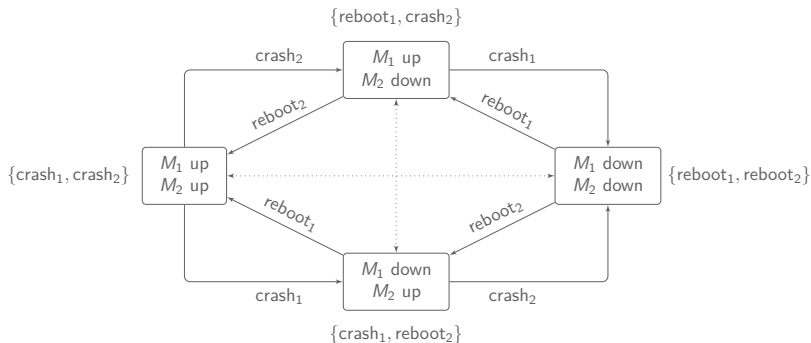 {reboot₁, crash₂}
M₁ up
M₂ down
crash₂
crash₁
reboot₂
reboot₁
{crash₁, crash₂}
M₁ up
M₂ up
M₁ down
M₂ down
{reboot₁, reboot₂}
reboot₁
reboot₂
M₁ down
M₂ up
crash₁
crash₂
{crash₁, reboot₂}